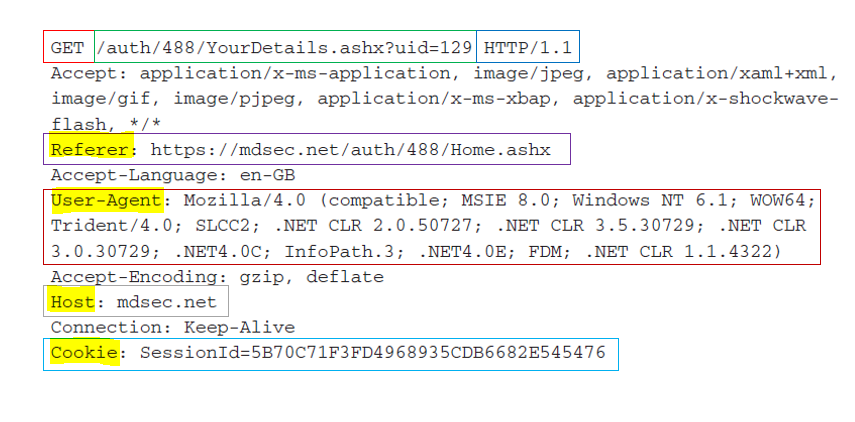 GET /auth/488/YourDetails.ashx?uid=129 HTTP/1.1
Accept: application/x-ms-application, image/jpeg, application/xaml+xml,
image/gif, image/pjpeg, application/x-ms-xbap, application/x-shockwave-
flash, */*
Referer: https://mdsec.net/auth/488/Home.ashx
Accept-Language: en-GB
User-Agent: Mozilla/4.0 (compatible; MSIE 8.0; Windows NT 6.1; WOW64;
Trident/4.0; SLCC2; .NET CLR 2.0.50727; .NET CLR 3.5.30729; .NET CLR
3.0.30729; .NET4.0C; InfoPath.3; .NET4.0E; FDM; .NET CLR 1.1.4322)
Accept-Encoding: gzip, deflate
Host: mdsec.net
Connection: Keep-Alive
Cookie: SessionId=5B70C71F3FD4968935CDB6682E545476